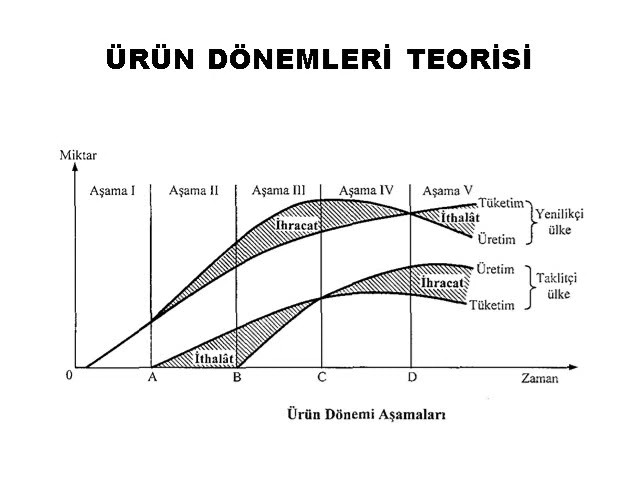 ÜRÜN DÖNEMLERİ TEORİSİ
Miktar
Aşama I
Aşama II
Aşama III
Aşama IV
Aşama V
Tüketim
İthalât
Yenilikçi
ülke
İhracat
Üretim
Üretim
İhracat
Taklitçi
ülke
Tüketim
İthalât
0
A
B
C
D
Zaman
Ürün Dönemi Aşamaları